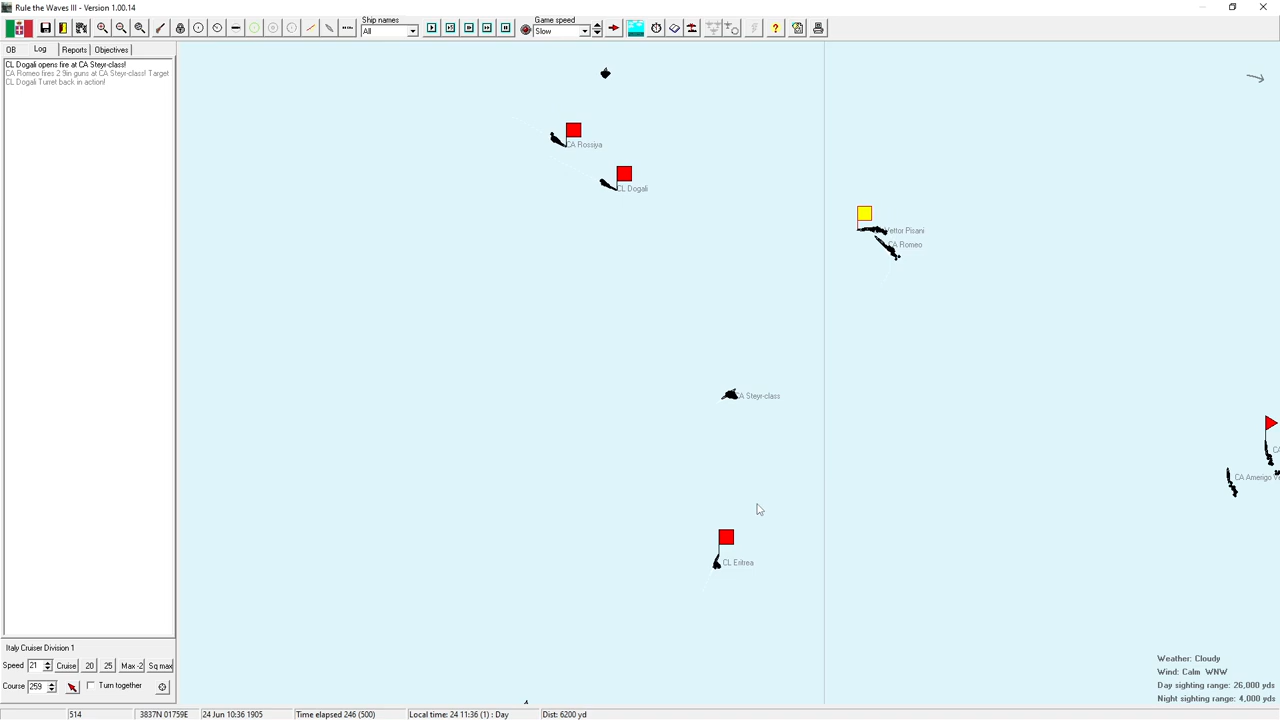 Rule the Waves III - Version 1.00.14
Ship names
All
Game speed
Slow
OB Log Reports Objectives
CL Dogali opens fire at CA Steyr-class!
CA Romeo fires 2 9in guns at CA Steyr-class! Target
CL Dogali Turret back in action!
CA Rossiya
CL Dogali
Vettor Pisani
CA Romeo
CA Steyr-class
CA
CA Amerigo Ve
CL Eritrea
Italy Cruiser Division 1
Speed 21 Cruise 20 25 Max -2 Sq max
Course 259 Turn together
Weather: Cloudy
Wind: Calm WNW
Day sighting range: 26,000 yds
Night sighting range: 4,000 yds
514 3837N 01759E 24 Jun 10:36 1905 Time elapsed 246 (500) Local time: 24 11:36 (1) : Day Dist: 6200 yd